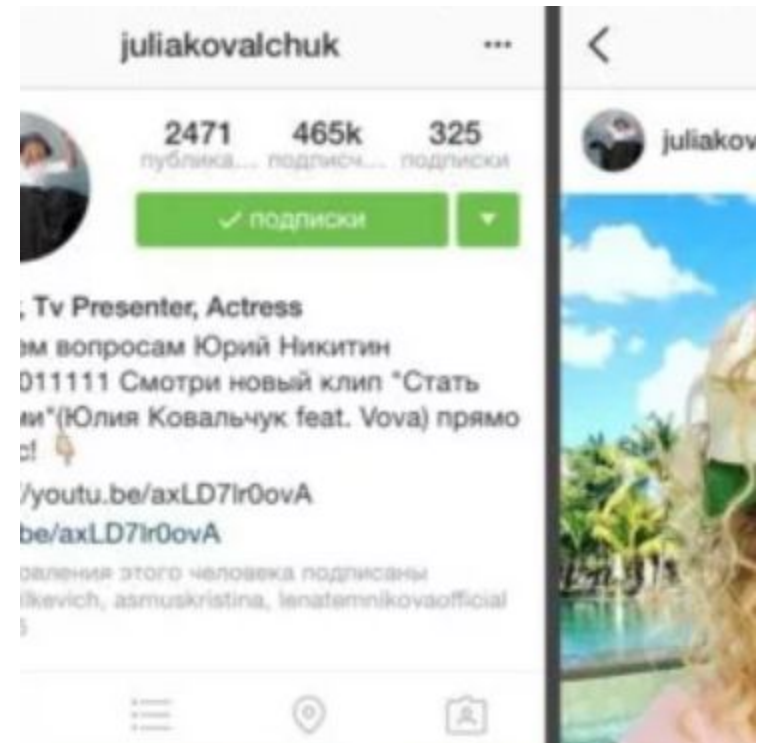 juliakovalchuk
2471 465k 325
публика... подписч... подписки
подписки
, Tv Presenter, Actress
ем вопросам Юрий Никитин
011111 Смотри новый клип "Стать
ми"(Юлия Ковальчук feat. Vova) прямо
с!
/youtu.be/axLD7lr0ovA
be/axLD7lr0ovA
овления этого человека подписаны
lkevich, asmuskristina, lenatemnikovaofficial
juliakov